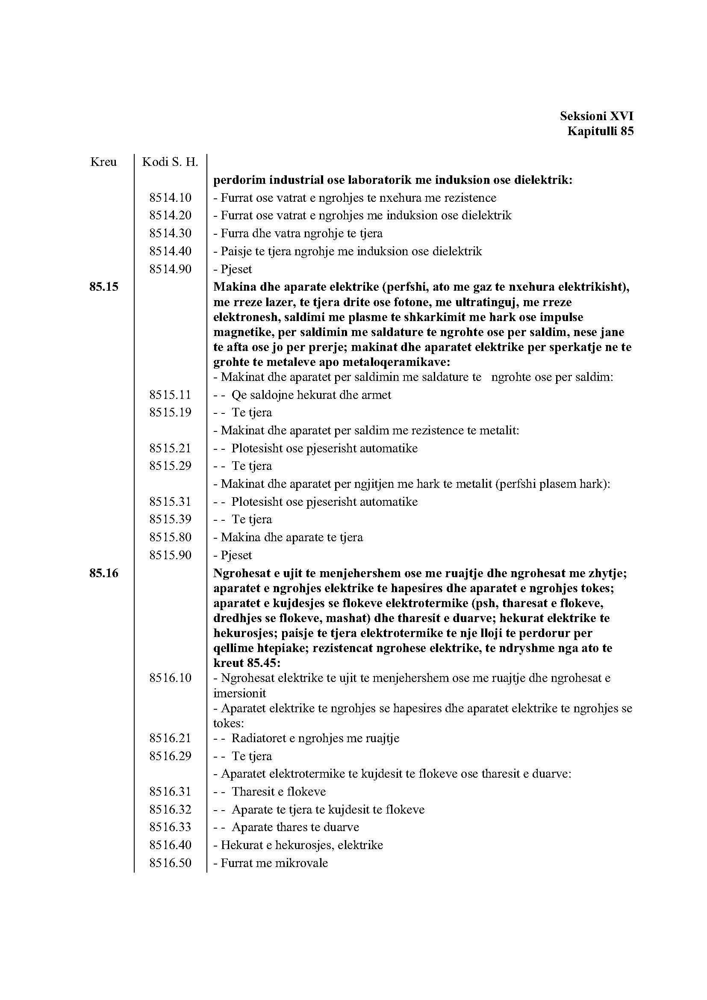 Seksioni XVI
Kapitulli 85
Kreu Kodi S. H.
perdorim industrial ose laboratorik me induksion ose dielektrik:
8514.10 - Furrat ose vatrat e ngrohjes te nxehura me rezistence
8514.20 - Furrat ose vatrat e ngrohjes me induksion ose dielektrik
8514.30 - Furra dhe vatra ngrohje te tjera
8514.40 - Paisje te tjera ngrohje me induksion ose dielektrik
8514.90 - Pjeset
85.15 Makina dhe aparate elektrike (perfshi, ato me gaz te nxehura elektrikisht),
me rreze lazer, te tjera drite ose fotone, me ultratinguj, me rreze
elektronesh, saldimi me plasme te shkarkimit me hark ose impulse
magnetike, per saldimin me saldature te ngrohte ose per saldim, nese jane
te afta ose jo per prerje; makinat dhe aparatet elektrike per sperkatje ne te
grohte te metaleve apo metaloqeramikave:
- Makinat dhe aparatet per saldimin me saldature te ngrohte ose per saldim:
8515.11 - - Qe saldojne hekurat dhe armet
8515.19 - - Te tjera
- Makinat dhe aparatet per saldim me rezistence te metalit:
8515.21 - - Plotesisht ose pjeserisht automatike
8515.29 - - Te tjera
- Makinat dhe aparatet per ngjitjen me hark te metalit (perfshi plasem hark):
8515.31 - - Plotesisht ose pjeserisht automatike
8515.39 - - Te tjera
8515.80 - Makina dhe aparate te tjera
8515.90 - Pjeset
85.16 Ngrohesat e ujit te menjehershem ose me ruajtje dhe ngrohesat me zhytje;
aparatet e ngrohjes elektrike te hapesires dhe aparatet e ngrohjes tokes;
aparatet e kujdesjes se flokeve elektrotermike (psh, tharesat e flokeve,
dredhjes se flokeve, mashat) dhe tharesit e duarve; hekurat elektrike te
hekurosjes; paisje te tjera elektrotermike te nje lloji te perdorur per
qellime htepiake; rezistencat ngrohese elektrike, te ndryshme nga ato te
kreut 85.45:
8516.10 - Ngrohesat elektrike te ujit te menjehershem ose me ruajtje dhe ngrohesat e
imersionit
- Aparatet elektrike te ngrohjes se hapesires dhe aparatet elektrike te ngrohjes se
tokes:
8516.21 - - Radiatoret e ngrohjes me ruajtje
8516.29 - - Te tjera
- Aparatet elektrotermike te kujdesit te flokeve ose tharesit e duarve:
8516.31 - - Tharesit e flokeve
8516.32 - - Aparate te tjera te kujdesit te flokeve
8516.33 - - Aparate thares te duarve
8516.40 - Hekurat e hekurosjes, elektrike
8516.50 - Furrat me mikrovale